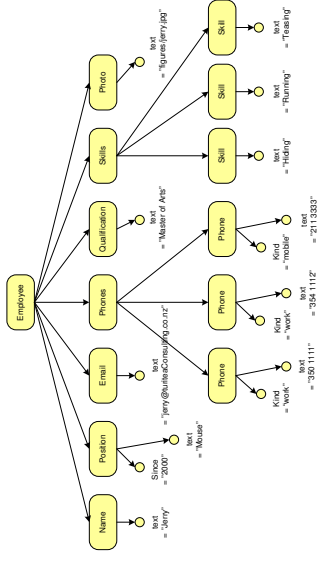 Employee
Name
Position
Email
Phones
Qualification
Skills
Photo
text
= "Jerry"
Since
= "2000"
text
= "Mouse"
text
= "jerry@turiteaConsulting.co.nz"
text
= "Master of Arts"
text
= "figures/jerry.jpg"
Phone
Phone
Phone
Skill
Skill
Skill
Kind
= "work"
text
= "350 1111"
Kind
= "work"
text
= "354 1112"
Kind
= "mobile"
text
= "211 3333"
text
= "Hiding"
text
= "Running"
text
= "Teasing"